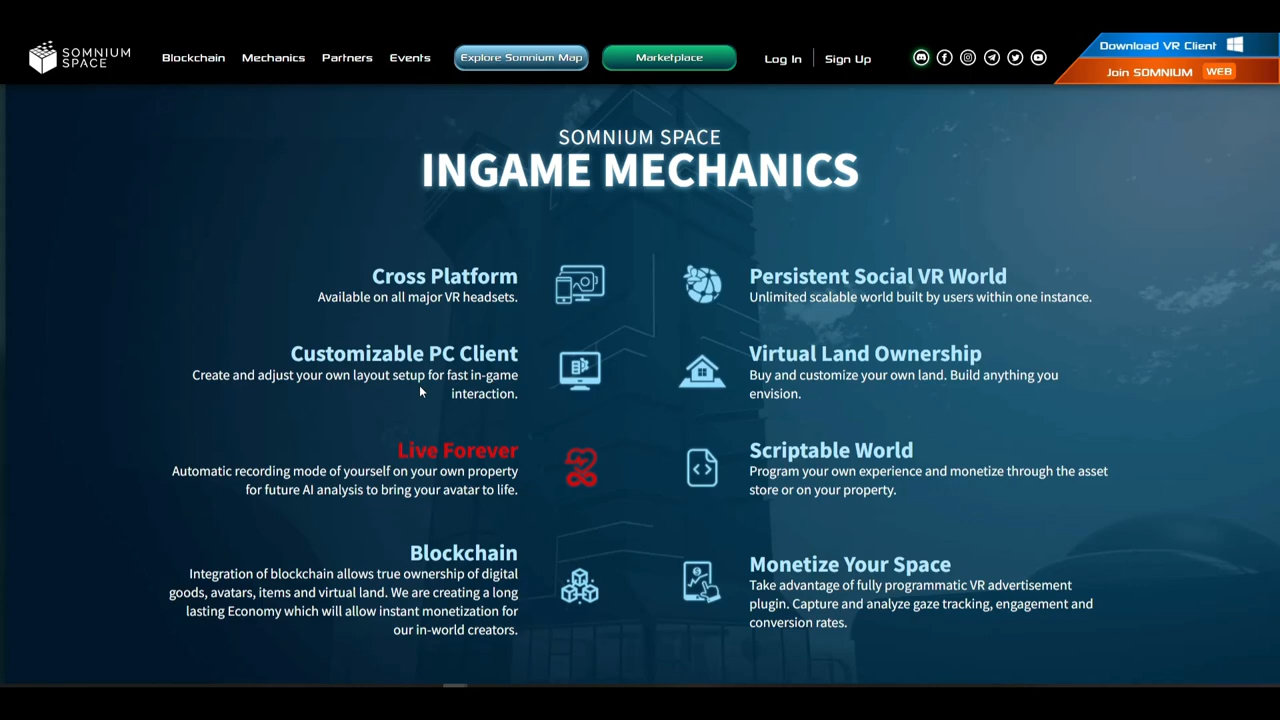 SOMNIUM
SPACE
Blockchain
Mechanics
Partners
Events
Explore Somnium Map
Marketplace
Log In
Sign Up
Download VR Client
Join SOMNIUM WEB
SOMNIUM SPACE
INGAME MECHANICS
Cross Platform
Available on all major VR headsets.
Persistent Social VR World
Unlimited scalable world built by users within one instance.
Customizable PC Client
Create and adjust your own layout setup for fast in-game
interaction.
Virtual Land Ownership
Buy and customize your own land. Build anything you
envision.
Live Forever
Automatic recording mode of yourself on your own property
for future AI analysis to bring your avatar to life.
Scriptable World
Program your own experience and monetize through the asset
store or on your property.
Blockchain
Integration of blockchain allows true ownership of digital
goods, avatars, items and virtual land. We are creating a long
lasting Economy which will allow instant monetization for
our in-world creators.
Monetize Your Space
Take advantage of fully programmatic VR advertisement
plugin. Capture and analyze gaze tracking, engagement and
conversion rates.